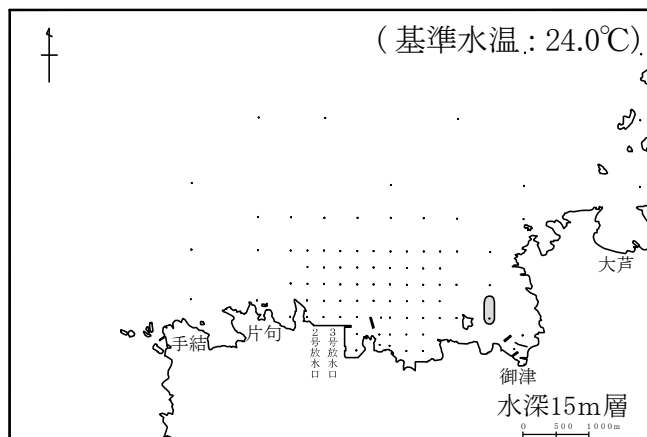 （基準水温：24.0℃）
大芦
手結
片句
2号放水口
3号放水口
御津
水深15m層
0 500 1000m